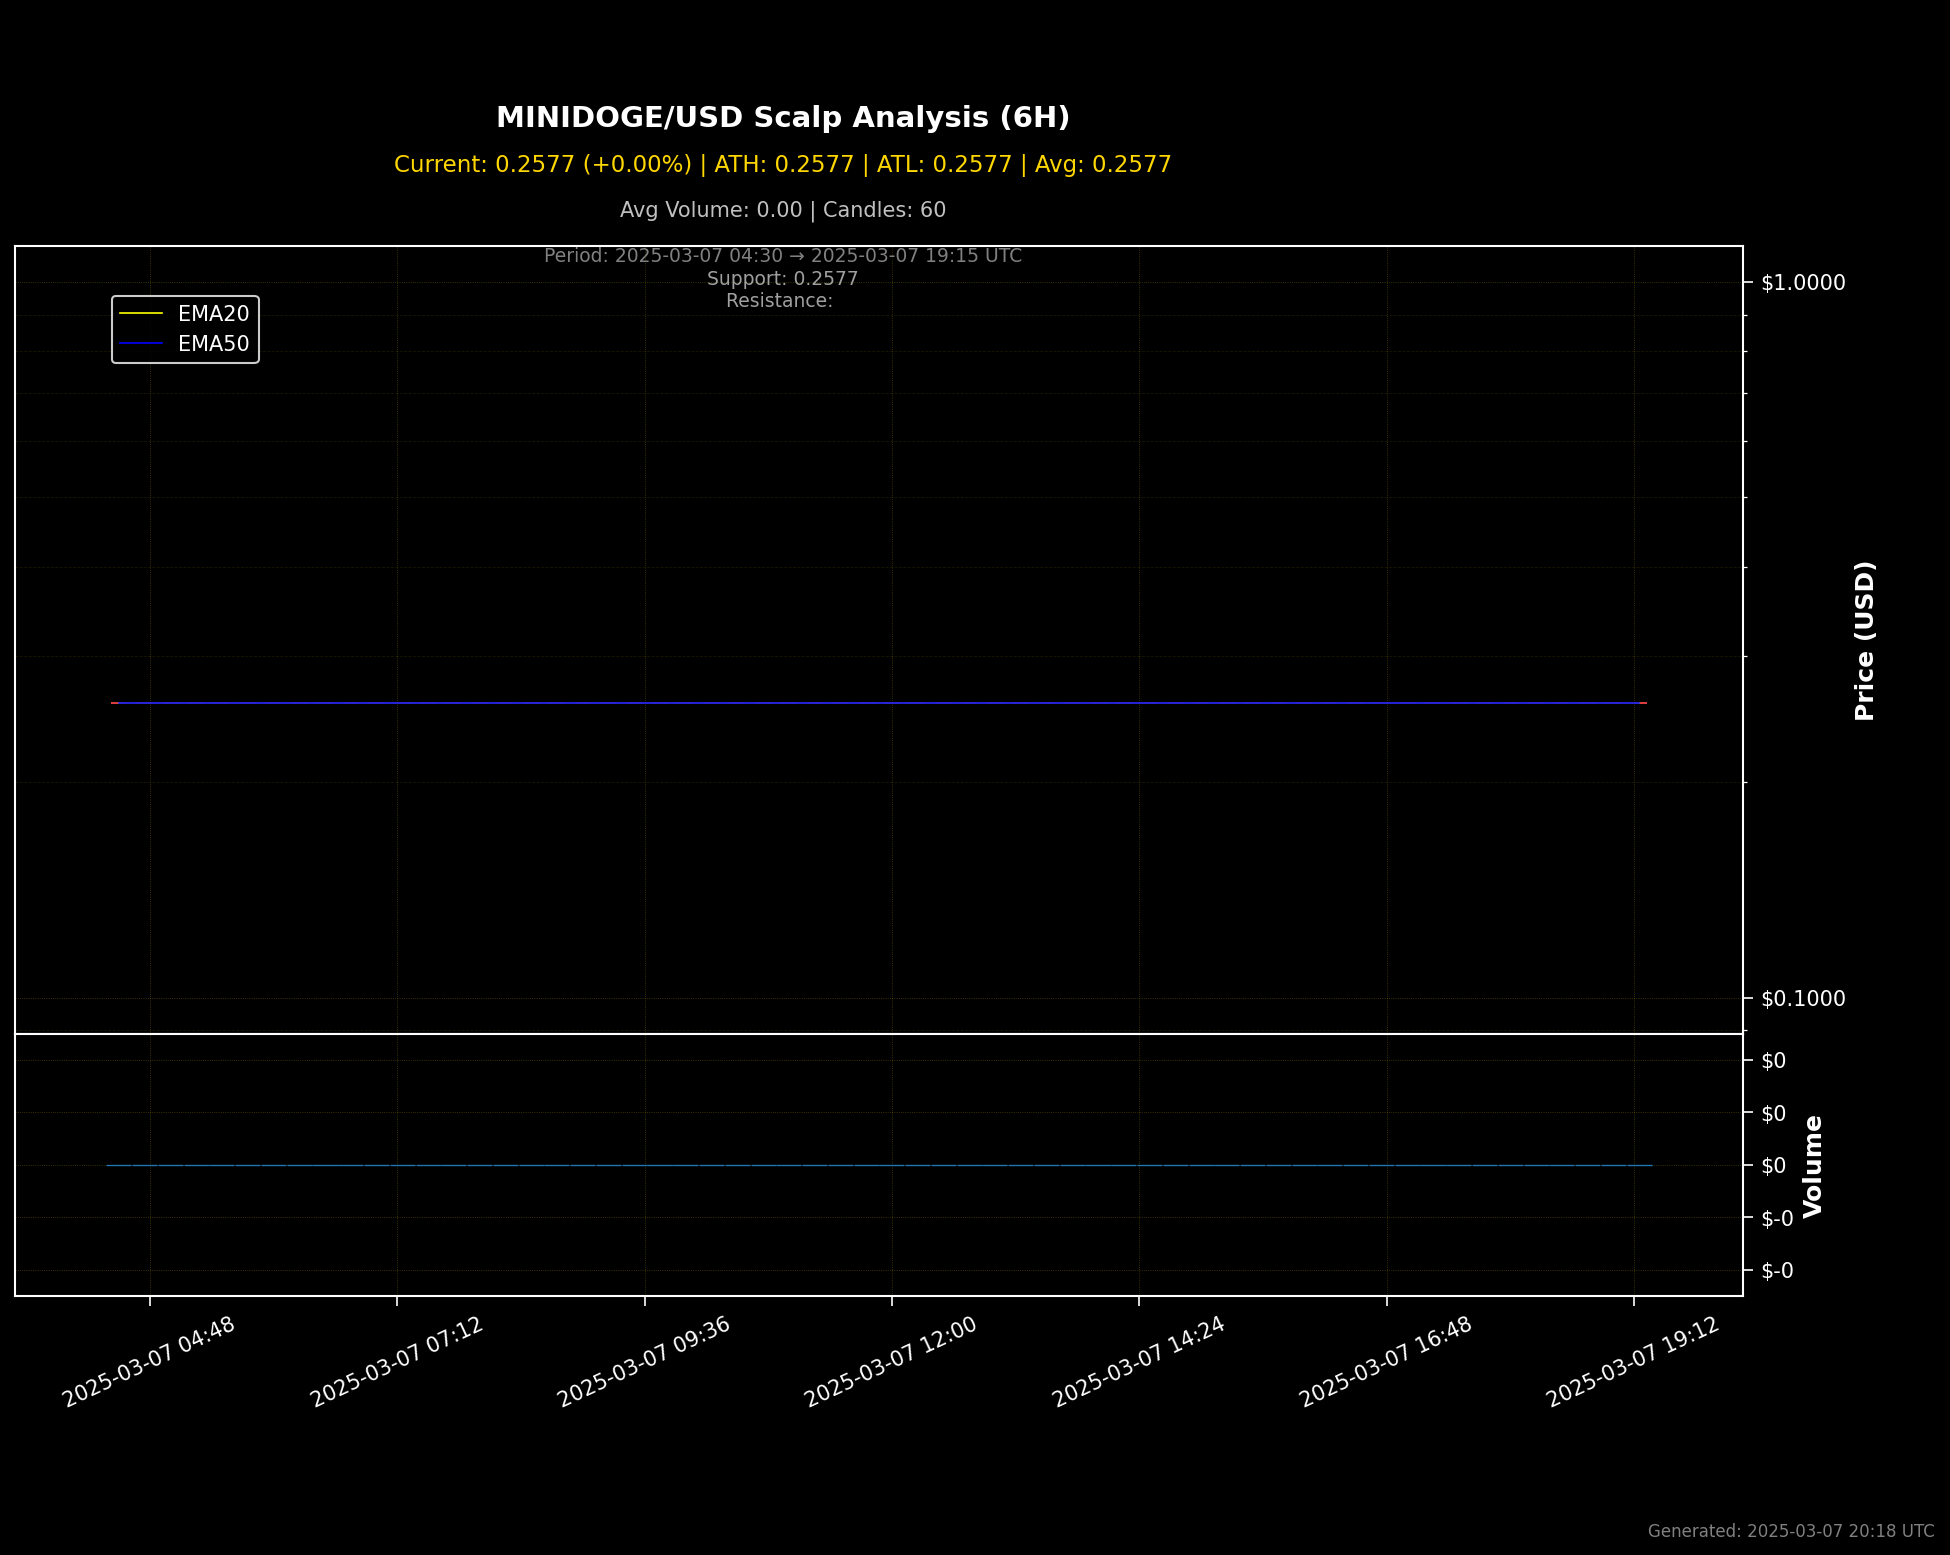 MINIDOGE/USD Scalp Analysis (6H)
Current: 0.2577 (+0.00%) | ATH: 0.2577 | ATL: 0.2577 | Avg: 0.2577
Avg Volume: 0.00 | Candles: 60
Period: 2025-03-07 04:30 → 2025-03-07 19:15 UTC
Support: 0.2577
Resistance:
EMA20
EMA50
$1.0000
$0.1000
Price (USD)
$0
$0
$0
$-0
$-0
Volume
2025-03-07 04:48
2025-03-07 07:12
2025-03-07 09:36
2025-03-07 12:00
2025-03-07 14:24
2025-03-07 16:48
2025-03-07 19:12
Generated: 2025-03-07 20:18 UTC